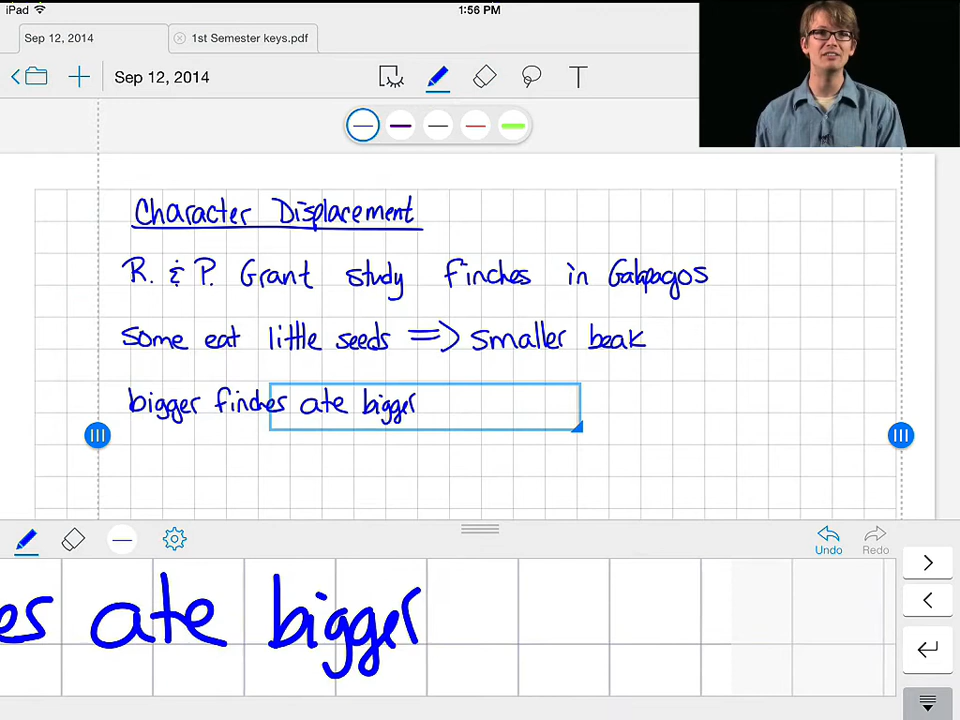 iPad 1:56 PM
Sep 12, 2014 1st Semester keys.pdf
Sep 12, 2014 T
Character Displacement
R. & P. Grant study finches in Galapagos
some eat little seeds => smaller beak
bigger finches ate bigger
Undo Redo
es ate bigger